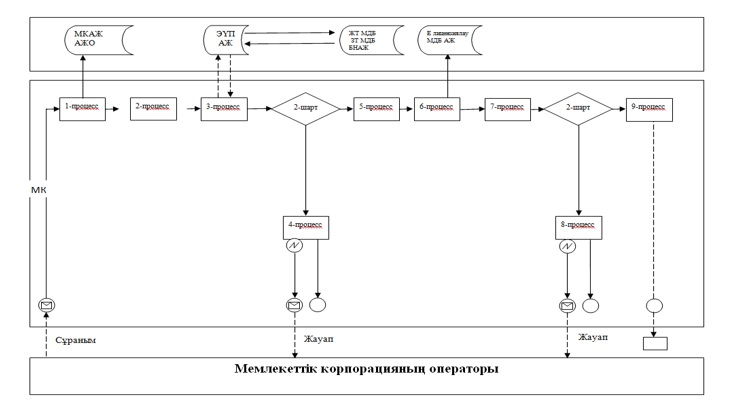 МКАЖ
АЖО
ЭҮП
АЖ
ЖТ МДБ
ЗТ МДБ
БНАЖ
Е лицензиялау
МДБ АЖ
1-процесс
2-процесс
3-процесс
2-шарт
5-процесс
6-процесс
7-процесс
2-шарт
9-процесс
МК
4-процесс
8-процесс
Сұраным
Жауап
Жауап
Мемлекеттік корпорацияның операторы